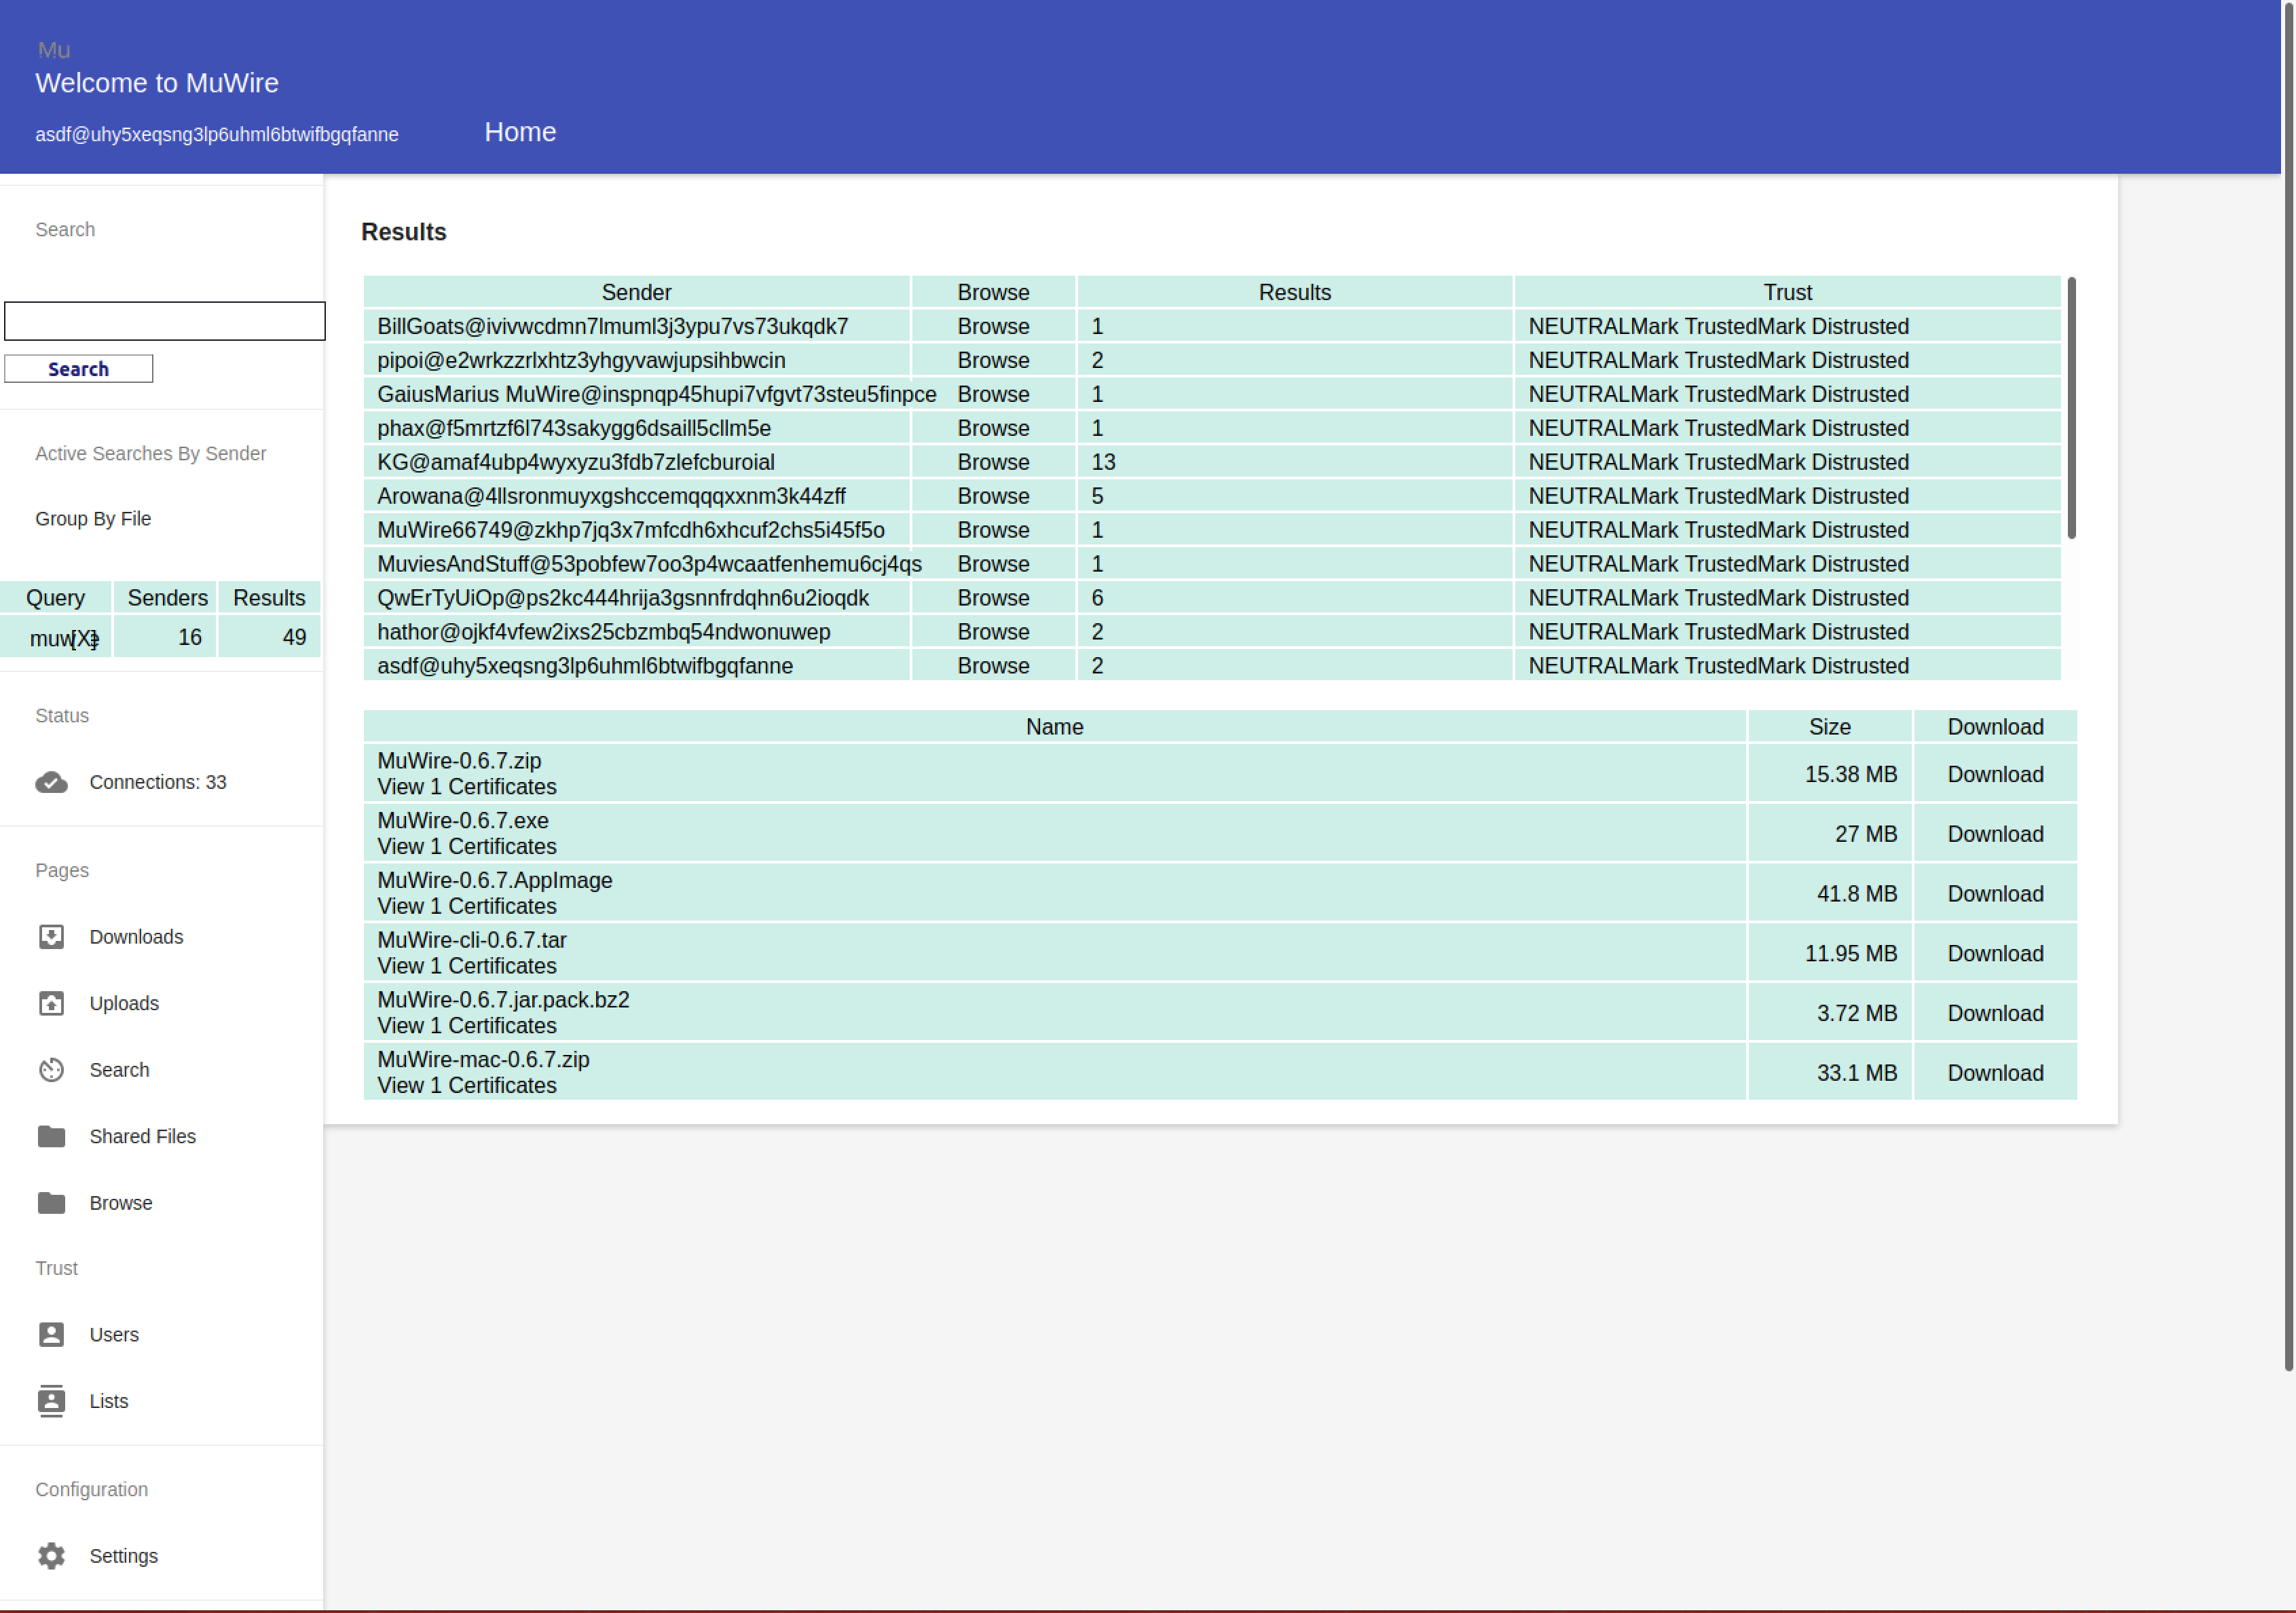 Mu
Welcome to MuWire
asdf@uhy5xeqsng3lp6uhml6btwifbgqfanne Home
Search
Search
Active Searches By Sender
Group By File
Query Senders Results
[X] 16 49
Status
Connections: 33
Pages
Downloads
Uploads
Search
Shared Files
Browse
Trust
Users
Lists
Configuration
Settings
Results
Sender Browse Results Trust
BillGoats@ivivwcdmn7lmuml3j3ypu7vs73ukqdk7 Browse 1 NEUTRALMark TrustedMark Distrusted
pipoi@e2wrkzzrlxhtz3yhgyvawjupsihbwcin Browse 2 NEUTRALMark TrustedMark Distrusted
GaiusMarius MuWire@inspnqp45hupi7vfgvt73steu5finpce Browse 1 NEUTRALMark TrustedMark Distrusted
phax@f5mrtzf6l743sakygg6dsaill5cllm5e Browse 1 NEUTRALMark TrustedMark Distrusted
KG@amaf4ubp4wyxyzu3fdb7zlefcburoial Browse 13 NEUTRALMark TrustedMark Distrusted
Arowana@4llsronmuyxgshccemqqqxxnm3k44zff Browse 5 NEUTRALMark TrustedMark Distrusted
MuWire66749@zkhp7jq3x7mfcdh6xhcuf2chs5i45f5o Browse 1 NEUTRALMark TrustedMark Distrusted
MuviesAndStuff@53pobfew7oo3p4wcaatfenhemu6cj4qs Browse 1 NEUTRALMark TrustedMark Distrusted
QwErTyUiOp@ps2kc444hrija3gsnnfrdqhn6u2ioqdk Browse 6 NEUTRALMark TrustedMark Distrusted
hathor@ojkf4vfew2ixs25cbzmbq54ndwonuwep Browse 2 NEUTRALMark TrustedMark Distrusted
asdf@uhy5xeqsng3lp6uhml6btwifbgqfanne Browse 2 NEUTRALMark TrustedMark Distrusted
Name Size Download
MuWire-0.6.7.zip
View 1 Certificates 15.38 MB Download
MuWire-0.6.7.exe
View 1 Certificates 27 MB Download
MuWire-0.6.7.AppImage
View 1 Certificates 41.8 MB Download
MuWire-cli-0.6.7.tar
View 1 Certificates 11.95 MB Download
MuWire-0.6.7.jar.pack.bz2
View 1 Certificates 3.72 MB Download
MuWire-mac-0.6.7.zip
View 1 Certificates 33.1 MB Download